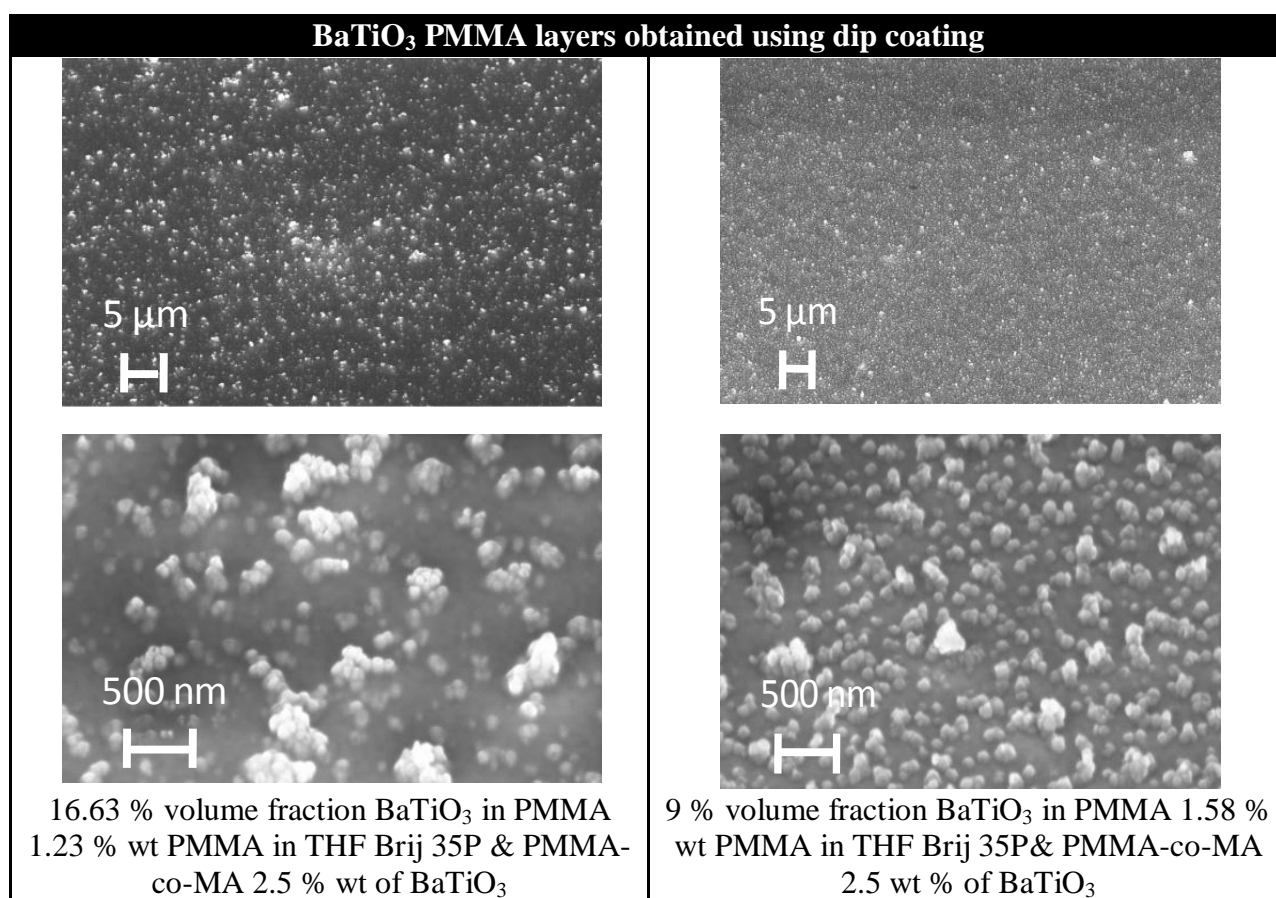 BaTiO₃ PMMA layers obtained using dip coating
5 µm
5 µm
500 nm
500 nm
16.63 % volume fraction BaTiO₃ in PMMA
1.23 % wt PMMA in THF Brij 35P & PMMA-
co-MA 2.5 % wt of BaTiO₃
9 % volume fraction BaTiO₃ in PMMA 1.58 %
wt PMMA in THF Brij 35P& PMMA-co-MA
2.5 wt % of BaTiO₃